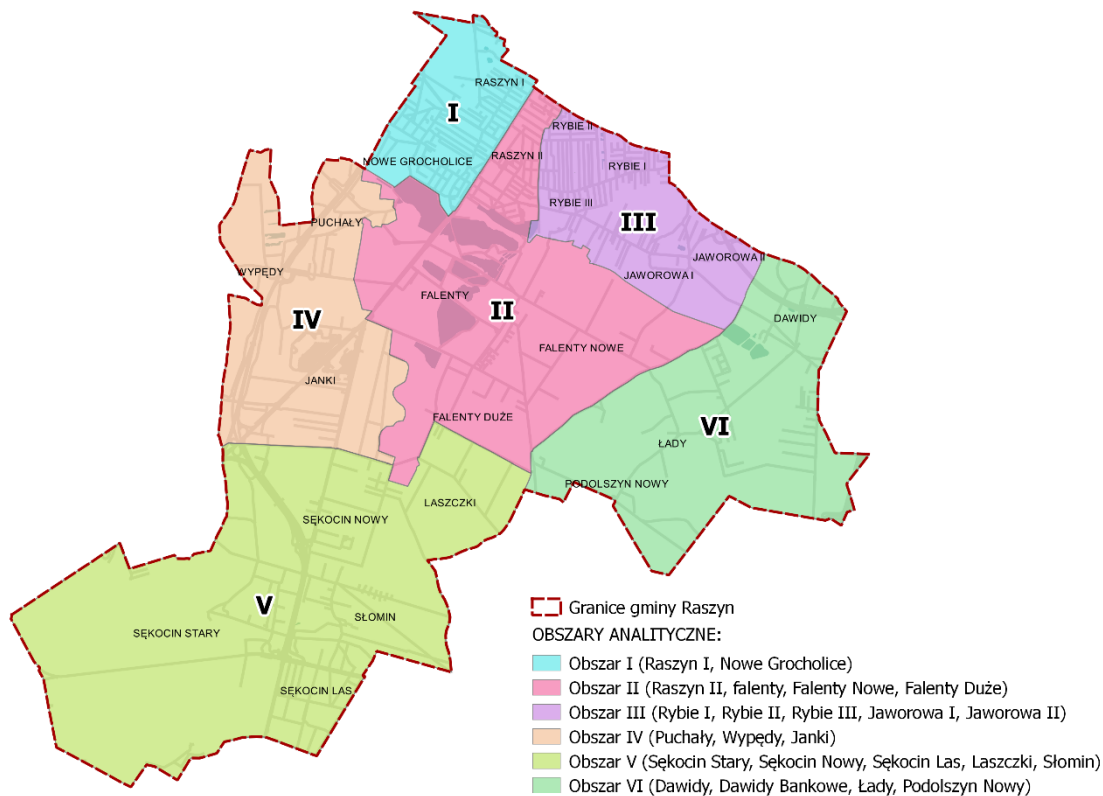 RASZYN I
I
RYBIE II
NOWE GROCHOLICE
RASZYN II
RYBIE I
RYBIE III
PUCHAŁY
III
JAWOROWA II
WYPĘDY
JAWOROWA I
FALENTY
II
IV
DAWIDY
FALENTY NOWE
JANKI
FALENTY DUŻE
VI
ŁADY
PODOLSZYN NOWY
LASZCZKI
SĘKOCIN NOWY
V
SŁOMIN
SĘKOCIN STARY
SĘKOCIN LAS
Granice gminy Raszyn
OBSZARY ANALITYCZNE:
Obszar I (Raszyn I, Nowe Grocholice)
Obszar II (Raszyn II, falenty, Falenty Nowe, Falenty Duże)
Obszar III (Rybie I, Rybie II, Rybie III, Jaworowa I, Jaworowa II)
Obszar IV (Puchały, Wypędy, Janki)
Obszar V (Sękocin Stary, Sękocin Nowy, Sękocin Las, Laszczki, Słomin)
Obszar VI (Dawidy, Dawidy Bankowe, Łady, Podolszyn Nowy)